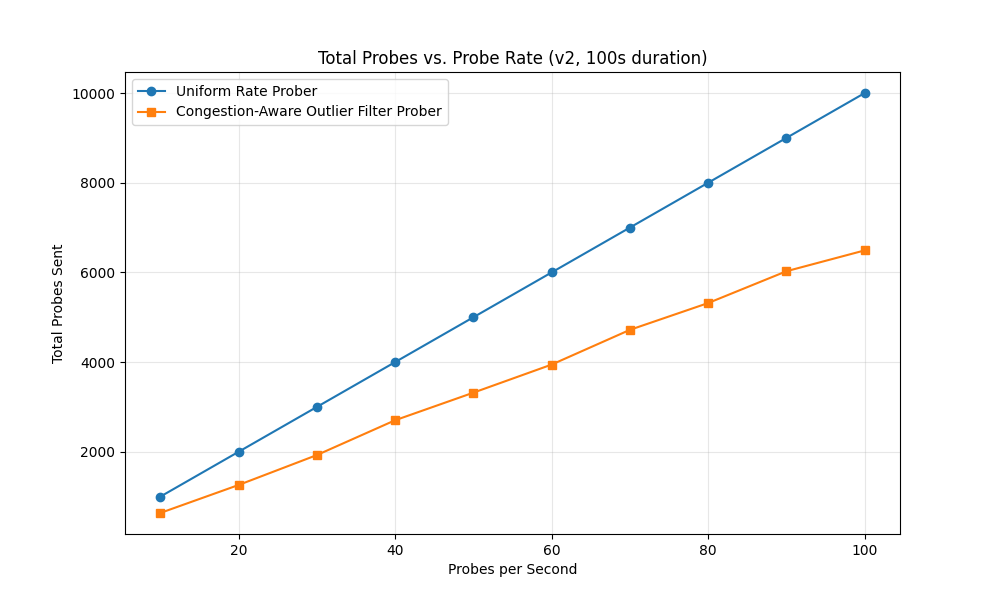 Total Probes vs. Probe Rate (v2, 100s duration)
Uniform Rate Prober
Congestion-Aware Outlier Filter Prober
Total Probes Sent
10000
8000
6000
4000
2000
20 40 60 80 100
Probes per Second